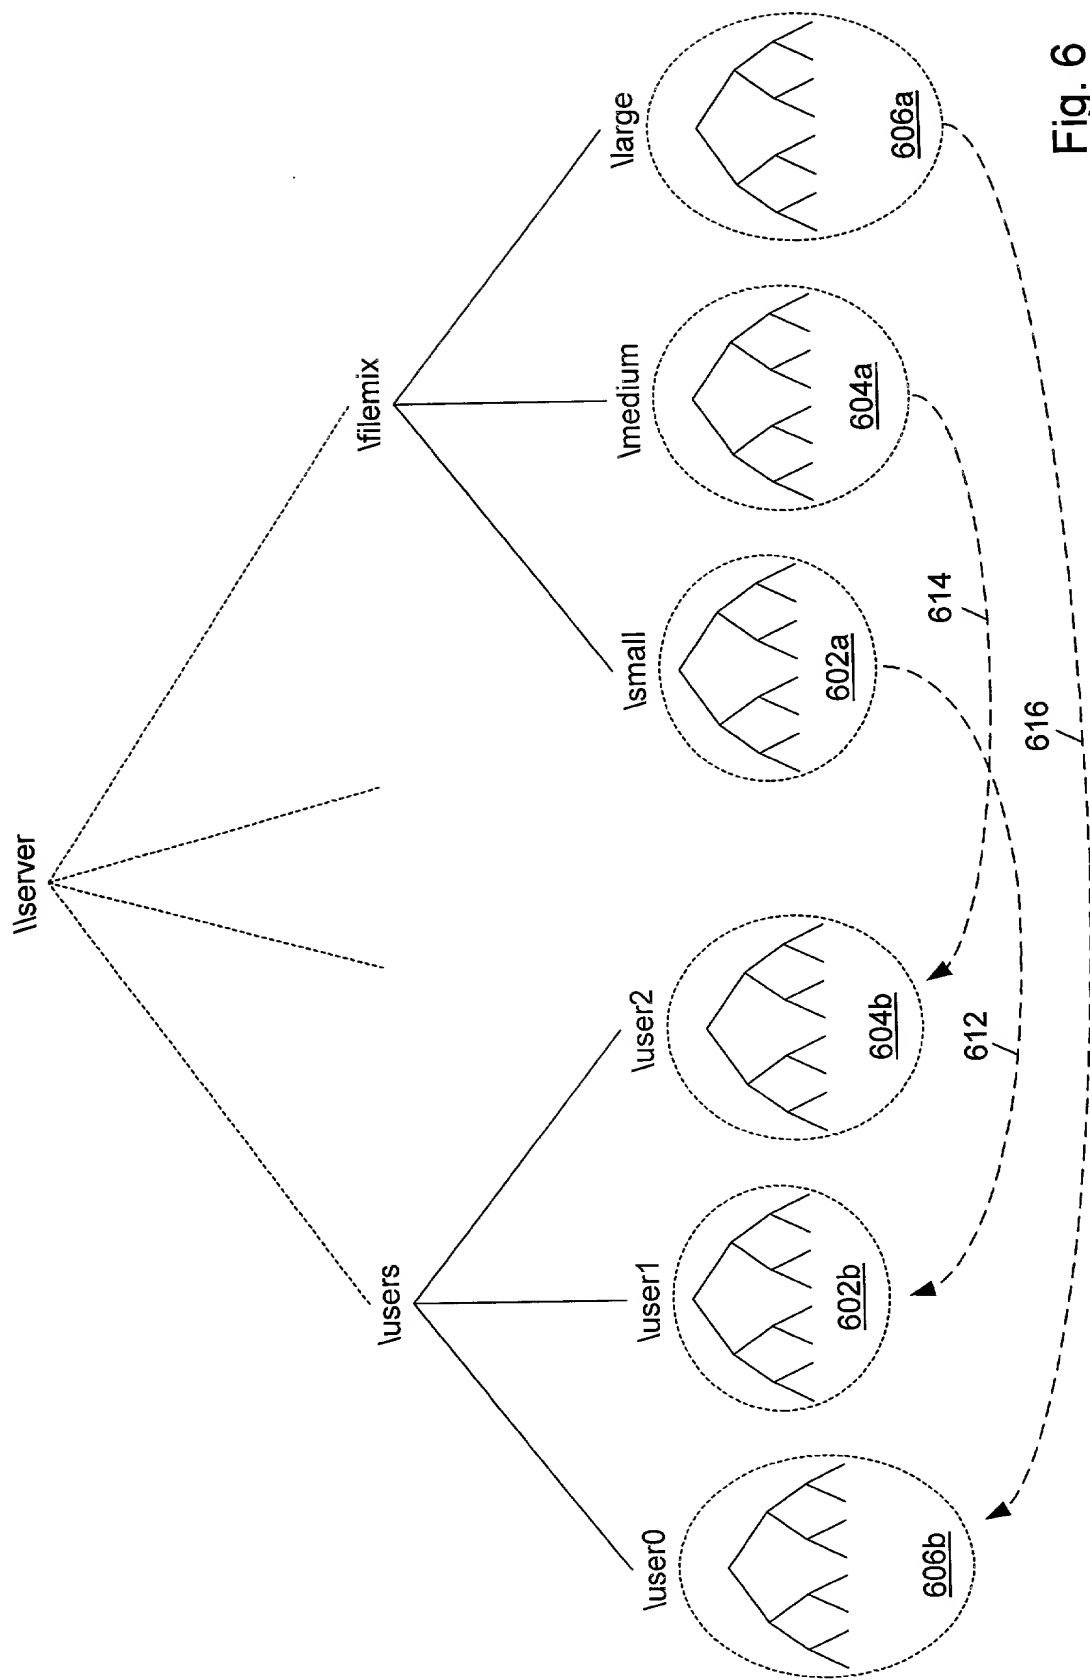 \\server
\users
\filemix
\user0
\user1
\user2
\small
\medium
\large
606b
602b
604b
602a
604a
606a
612
614
616
Fig. 6